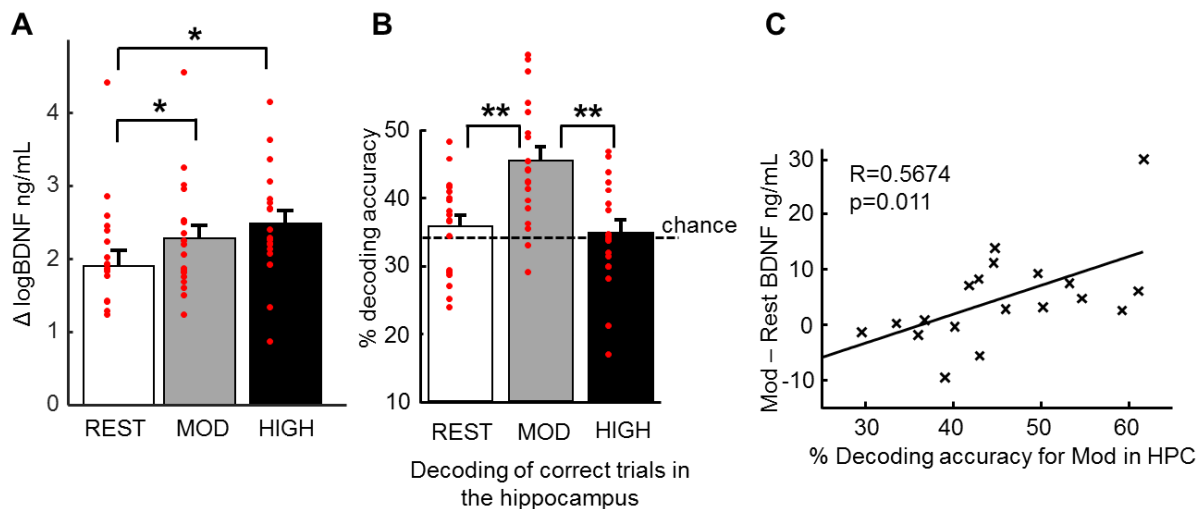 A
Δ logBDNF ng/mL
4
3
2
1
0
*
*
REST
MOD
HIGH
B
% decoding accuracy
50
40
30
20
10
**
**
chance
REST
MOD
HIGH
Decoding of correct trials in
the hippocampus
C
Mod – Rest BDNF ng/mL
30
20
10
0
-10
R=0.5674
p=0.011
30
40
50
60
% Decoding accuracy for Mod in HPC